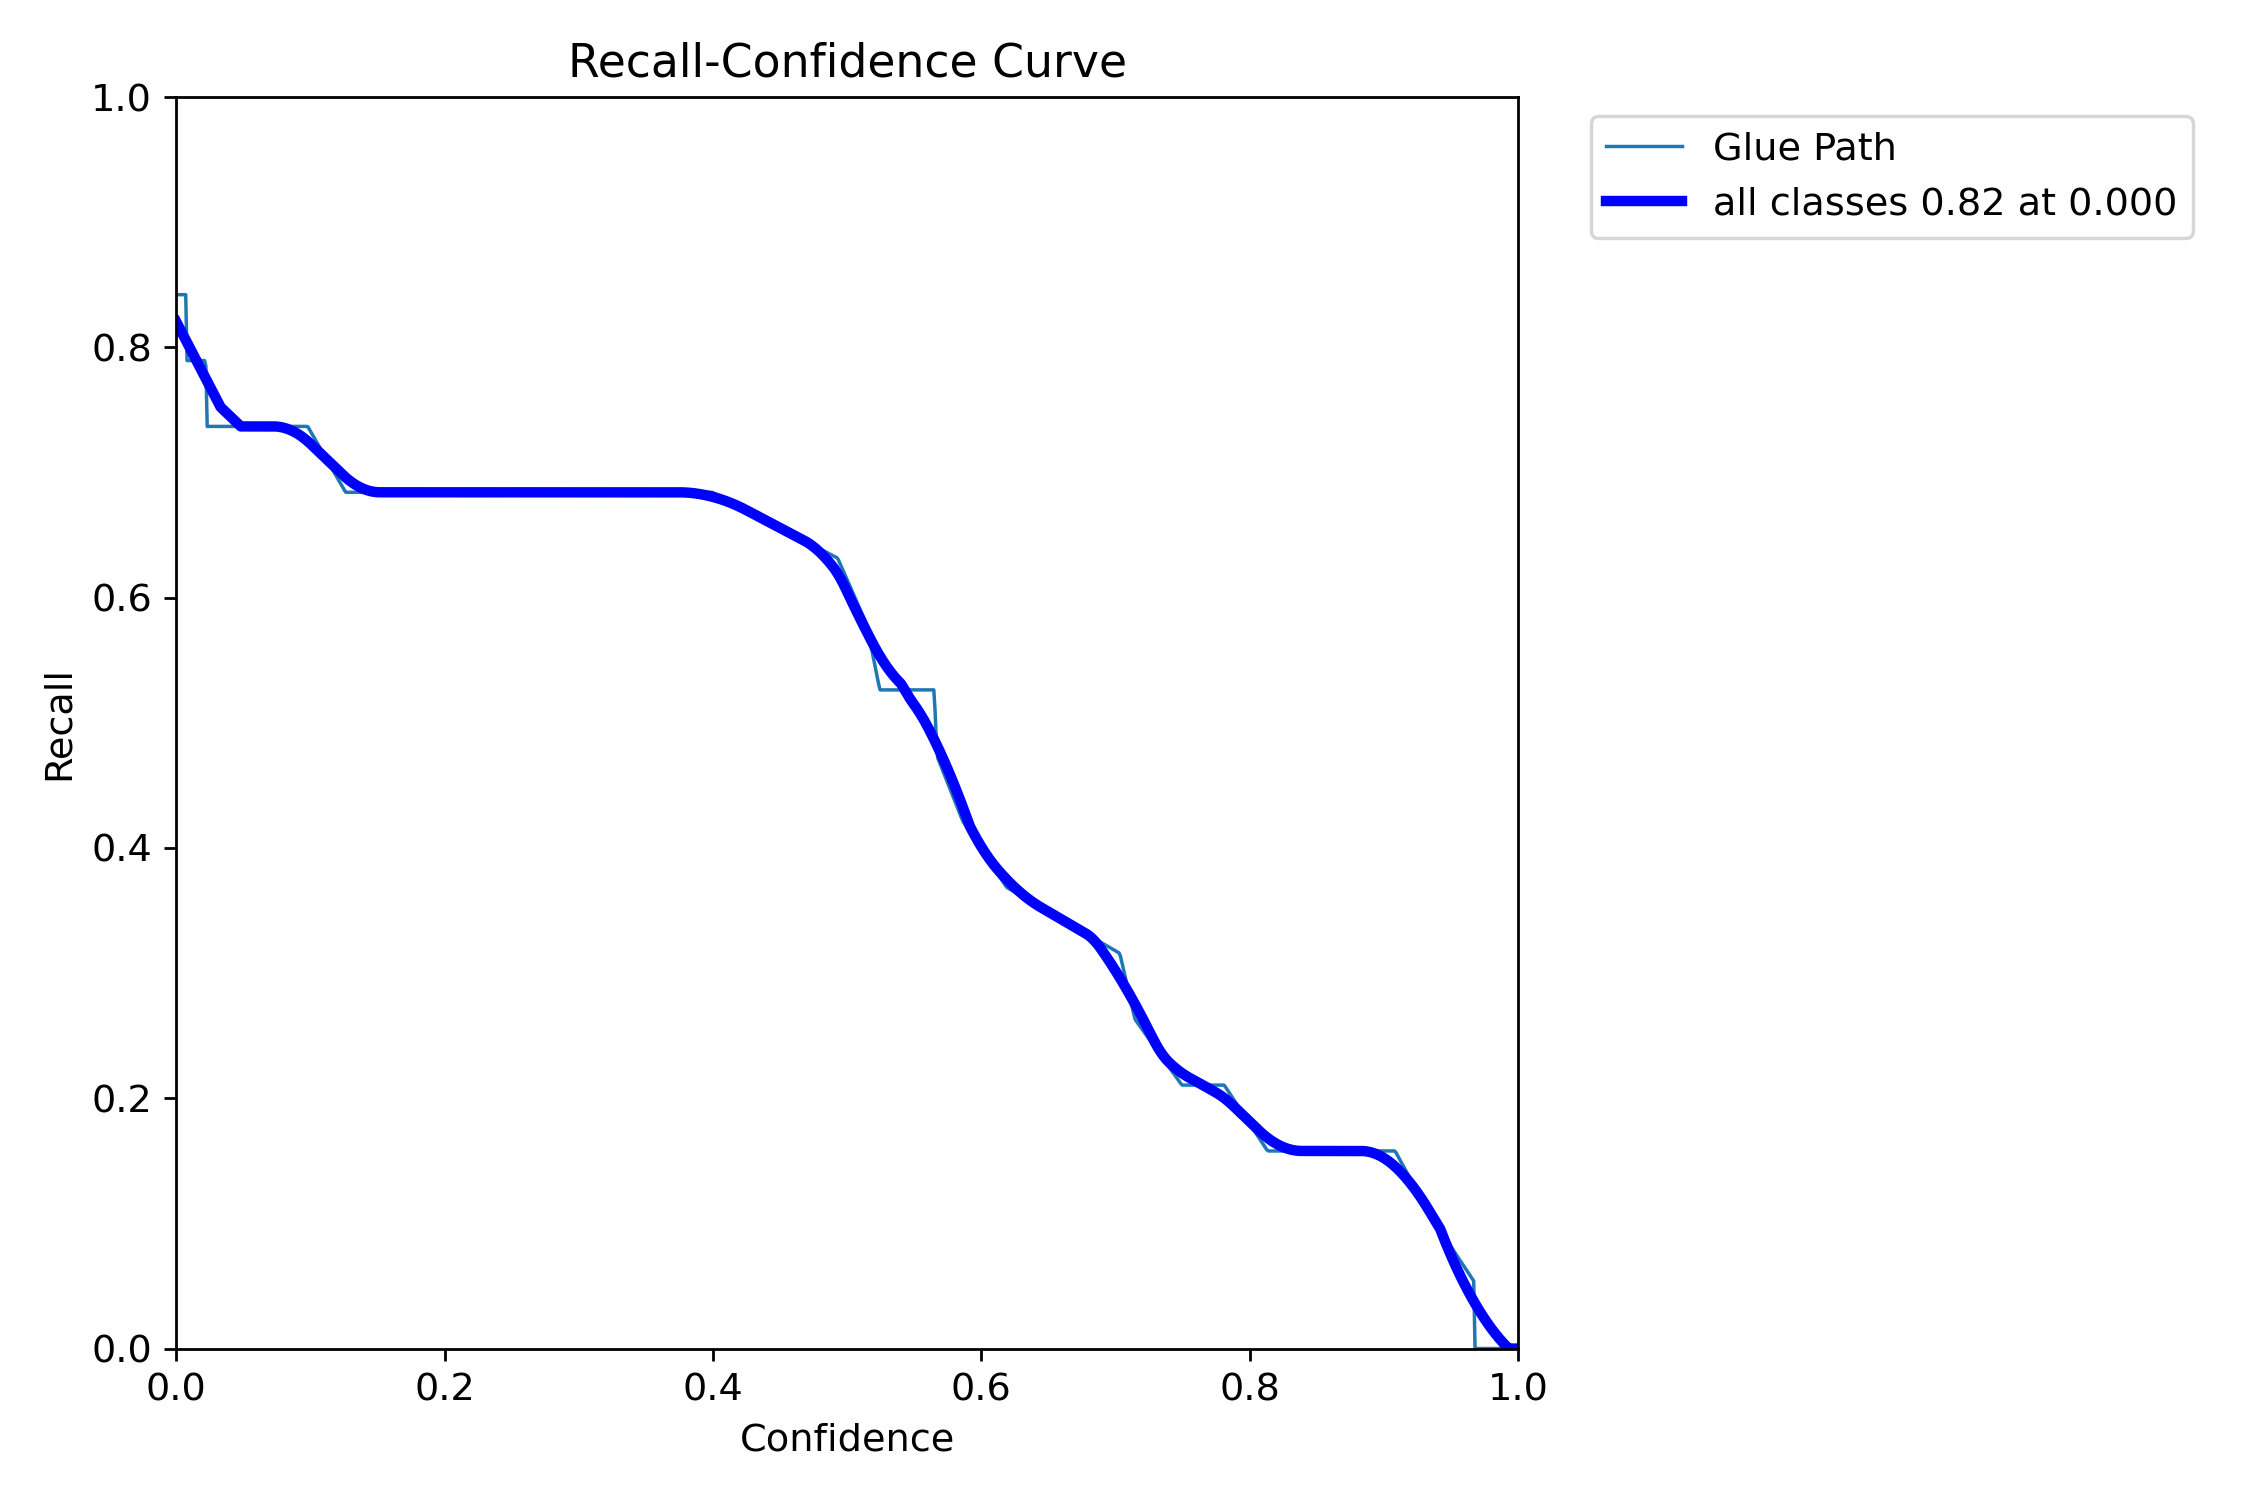 Recall-Confidence Curve
1.0
0.8
0.6
0.4
0.2
0.0
Recall
0.0 0.2 0.4 0.6 0.8 1.0
Confidence
Glue Path
all classes 0.82 at 0.000